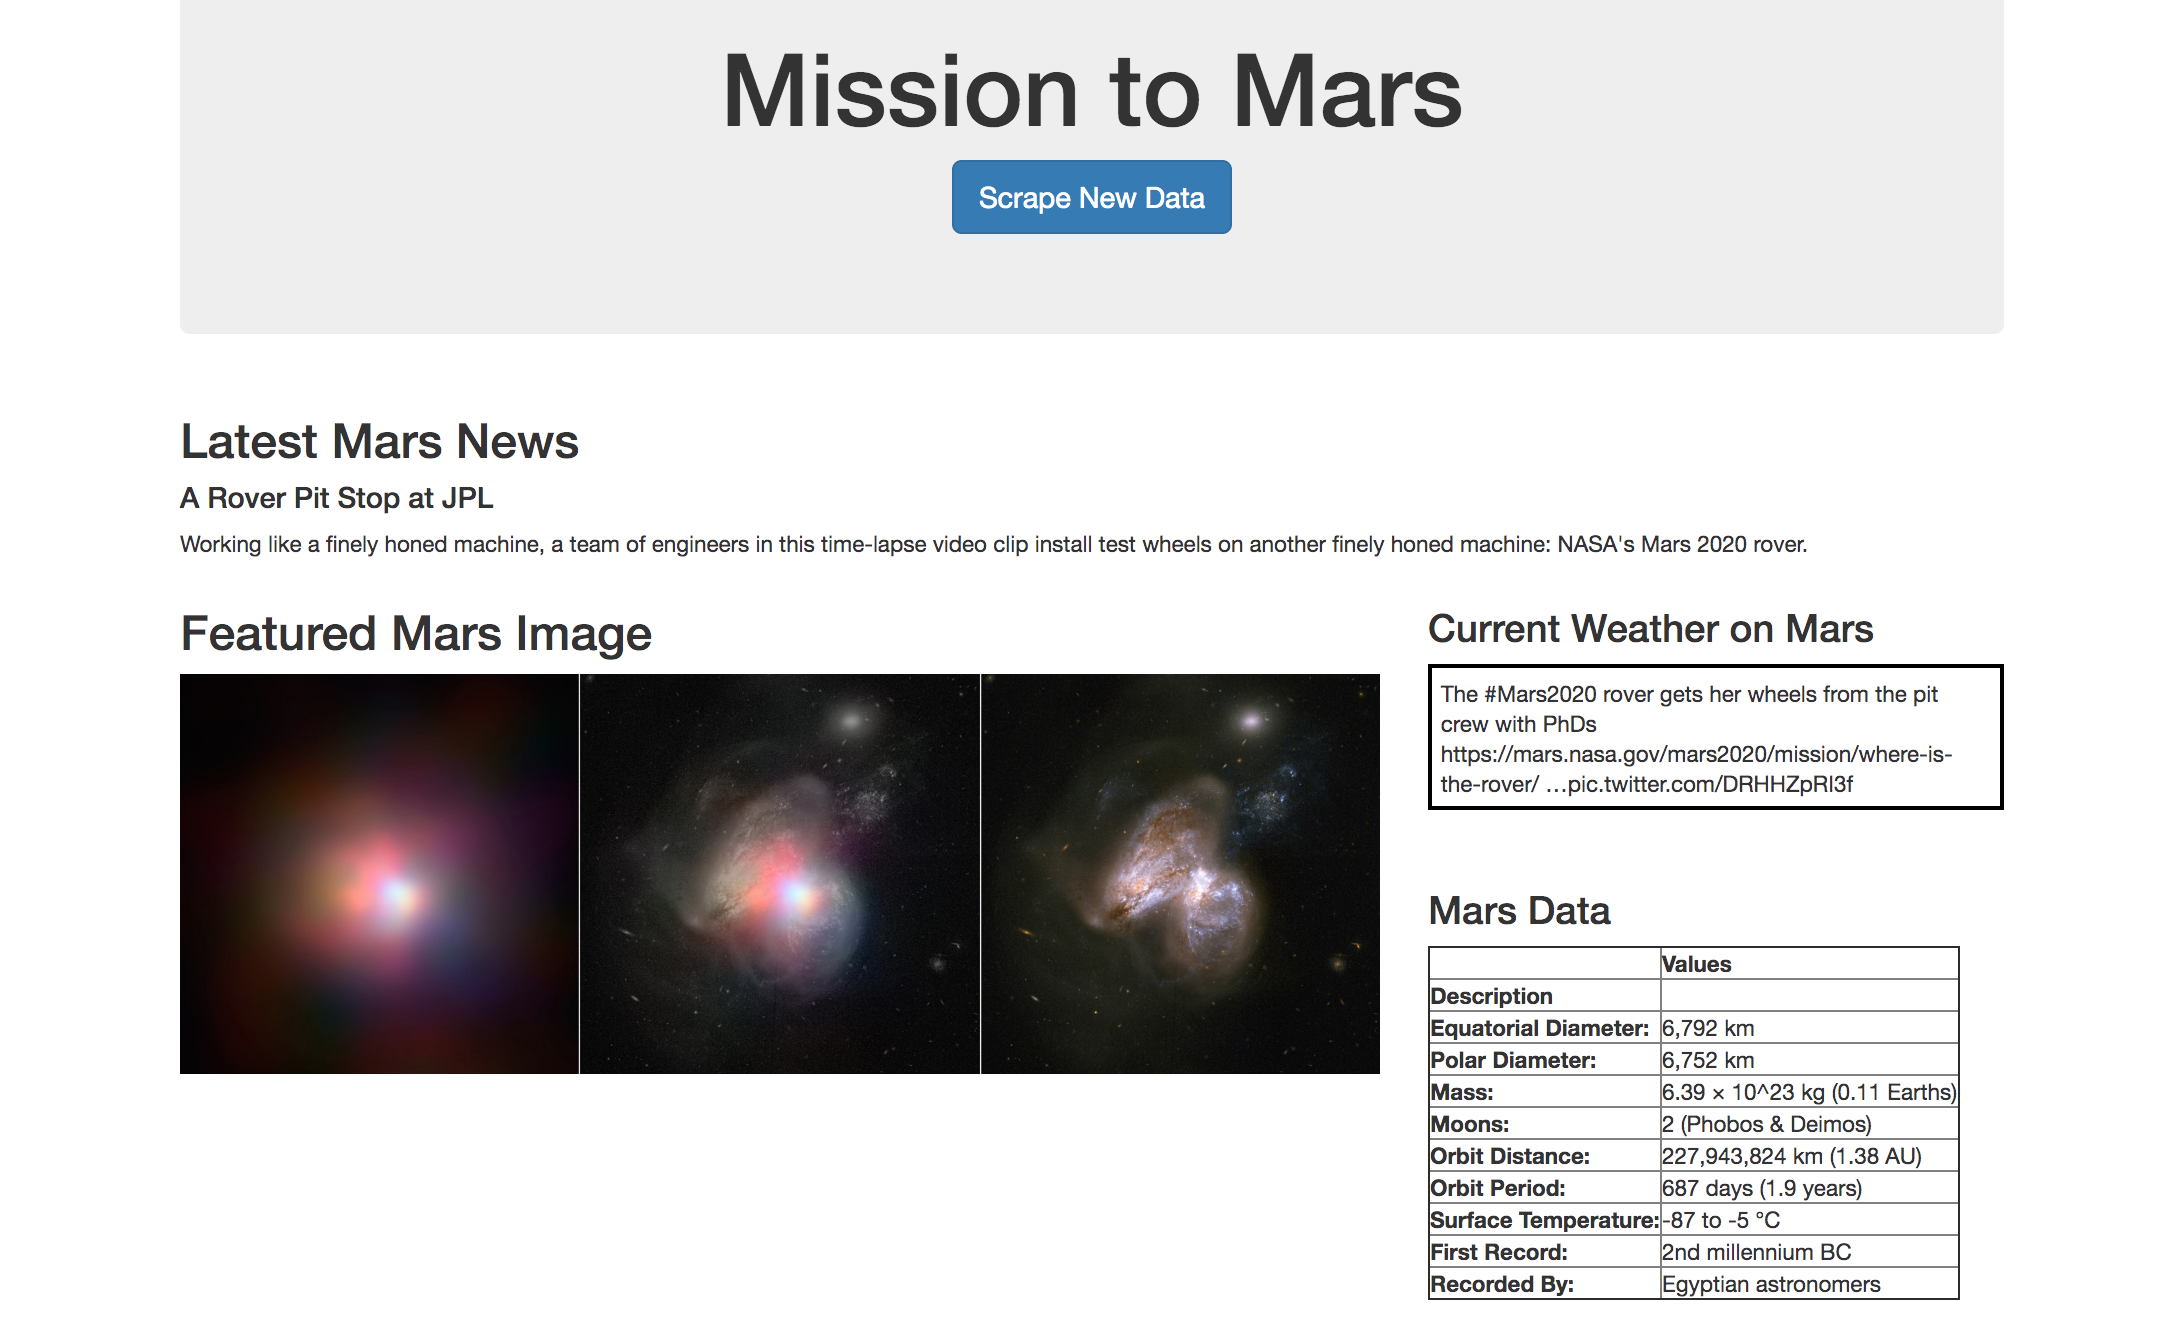 Mission to Mars
Scrape New Data
Latest Mars News
A Rover Pit Stop at JPL
Working like a finely honed machine, a team of engineers in this time-lapse video clip install test wheels on another finely honed machine: NASA's Mars 2020 rover.
Featured Mars Image
Current Weather on Mars
The #Mars2020 rover gets her wheels from the pit
crew with PhDs
https://mars.nasa.gov/mars2020/mission/where-is-
the-rover/ …pic.twitter.com/DRHHZpRI3f
Mars Data
Values
Description
Equatorial Diameter: 6,792 km
Polar Diameter: 6,752 km
Mass: 6.39 × 10^23 kg (0.11 Earths)
Moons: 2 (Phobos & Deimos)
Orbit Distance: 227,943,824 km (1.38 AU)
Orbit Period: 687 days (1.9 years)
Surface Temperature: -87 to -5 °C
First Record: 2nd millennium BC
Recorded By: Egyptian astronomers